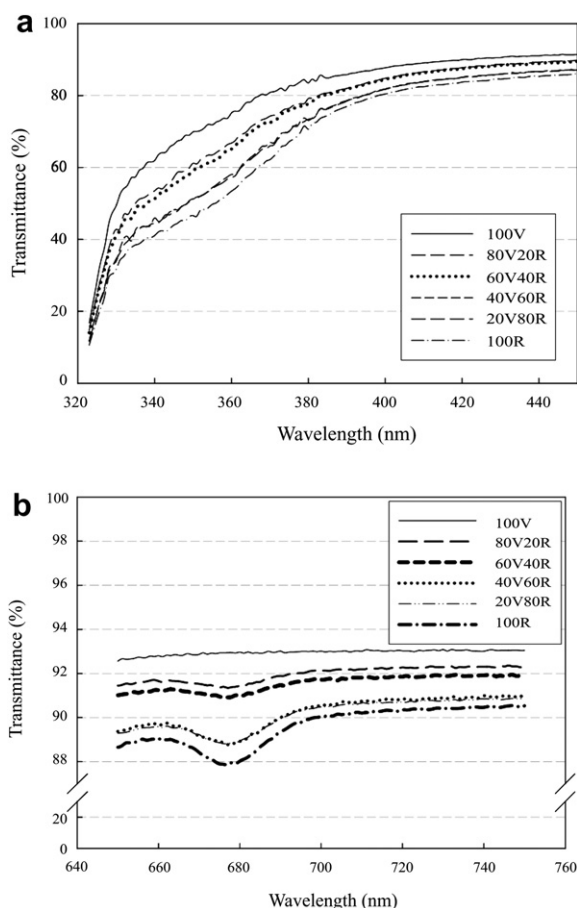 a
100
80
60
40
20
0
Transmittance (%)
100V
80V20R
60V40R
40V60R
20V80R
100R
320 340 360 380 400 420 440
Wavelength (nm)
b
100
98
96
94
92
90
88
20
0
Transmittance (%)
100V
80V20R
60V40R
40V60R
20V80R
100R
640 660 680 700 720 740 760
Wavelength (nm)